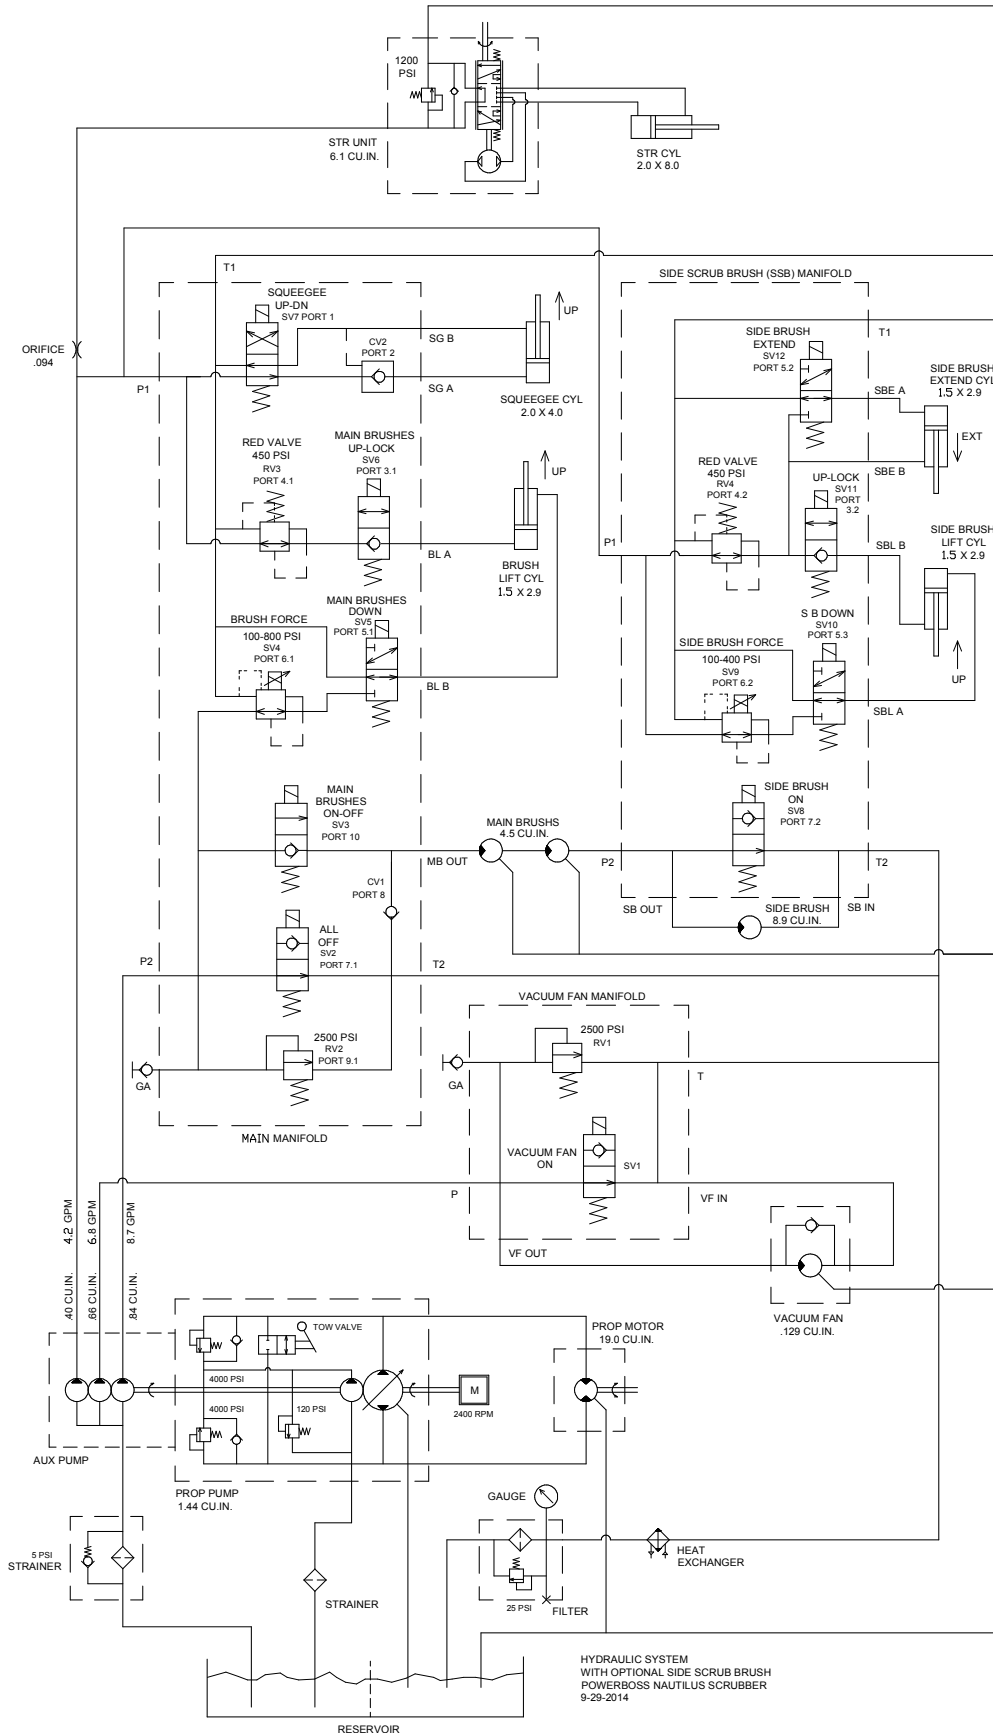 1200
PSI
STR UNIT
6.1 CU.IN.
STR CYL
2.0 X 8.0
T1
SQUEEGEE
UP-DN
SV7 PORT 1
CV2
PORT 2
SG B
SG A
UP
SQUEEGEE CYL
2.0 X 4.0
ORIFICE
.094
P1
RED VALVE
450 PSI
RV3
PORT 4.1
MAIN BRUSHES
UP-LOCK
SV6
PORT 3.1
BL A
UP
BRUSH
LIFT CYL
1.5 X 2.9
BRUSH FORCE
100-800 PSI
SV4
PORT 6.1
MAIN BRUSHES
DOWN
SV5
PORT 5.1
BL B
MAIN
BRUSHES
ON-OFF
SV3
PORT 10
MB OUT
CV1
PORT 8
ALL
OFF
SV2
PORT 7.1
P2
T2
2500 PSI
RV2
PORT 9.1
GA
MAIN MANIFOLD
MAIN BRUSHS
4.5 CU.IN.
SIDE SCRUB BRUSH (SSB) MANIFOLD
T1
SIDE BRUSH
EXTEND
SV12
PORT 5.2
SBE A
SIDE BRUSH
EXTEND CYL
1.5 X 2.9
EXT
SBE B
RED VALVE
450 PSI
RV4
PORT 4.2
UP-LOCK
SV11
PORT
3.2
P1
SBL B
SIDE BRUSH
LIFT CYL
1.5 X 2.9
UP
S B DOWN
SV10
PORT 5.3
SIDE BRUSH FORCE
100-400 PSI
SV9
PORT 6.2
SBL A
SIDE BRUSH
ON
SV8
PORT 7.2
P2
T2
SB OUT
SIDE BRUSH
8.9 CU.IN.
SB IN
VACUUM FAN MANIFOLD
2500 PSI
RV1
GA
T
VACUUM FAN
ON
SV1
P
VF IN
VF OUT
VACUUM FAN
.129 CU.IN.
4.2 GPM
6.8 GPM
8.7 GPM
.40 CU.IN.
.66 CU.IN.
.84 CU.IN.
TOW VALVE
4000 PSI
4000 PSI
120 PSI
M
2400 RPM
PROP MOTOR
19.0 CU.IN.
AUX PUMP
PROP PUMP
1.44 CU.IN.
5 PSI
STRAINER
STRAINER
GAUGE
25 PSI
FILTER
HEAT
EXCHANGER
RESERVOIR
HYDRAULIC SYSTEM
WITH OPTIONAL SIDE SCRUB BRUSH
POWERBOSS NAUTILUS SCRUBBER
9-29-2014